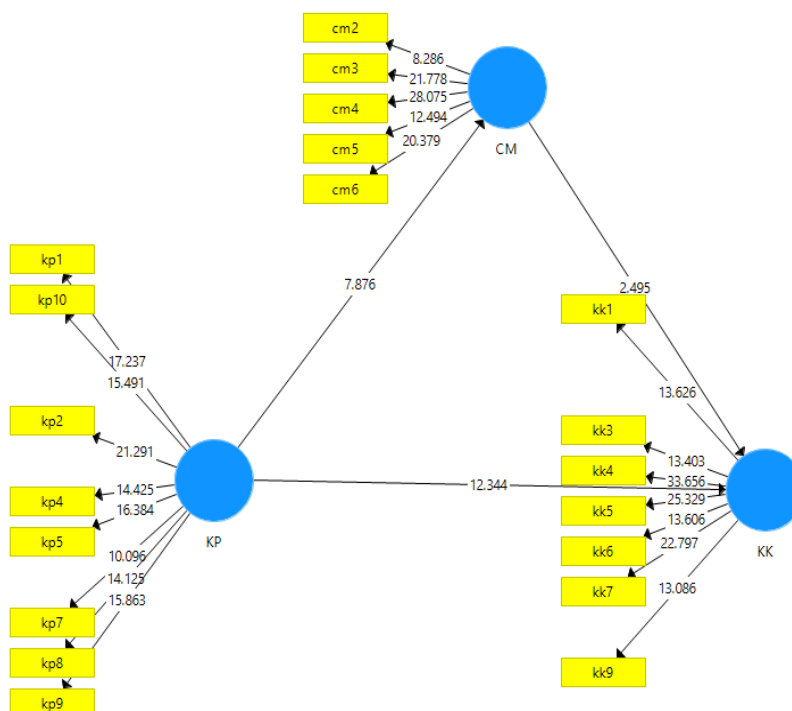 cm2
8.286
cm3
21.778
cm4
28.075
cm5
12.494
cm6
20.379
CM
kp1
kp10
7.876
2.495
kk1
17.237
15.491
13.626
kp2
21.291
kk3
13.403
kk4
33.656
kp4
14.425
12.344
kk5
25.329
kp5
16.384
kk6
13.606
KP
KK
10.096
kk7
22.797
14.125
13.086
15.863
kp7
kp8
kk9
kp9